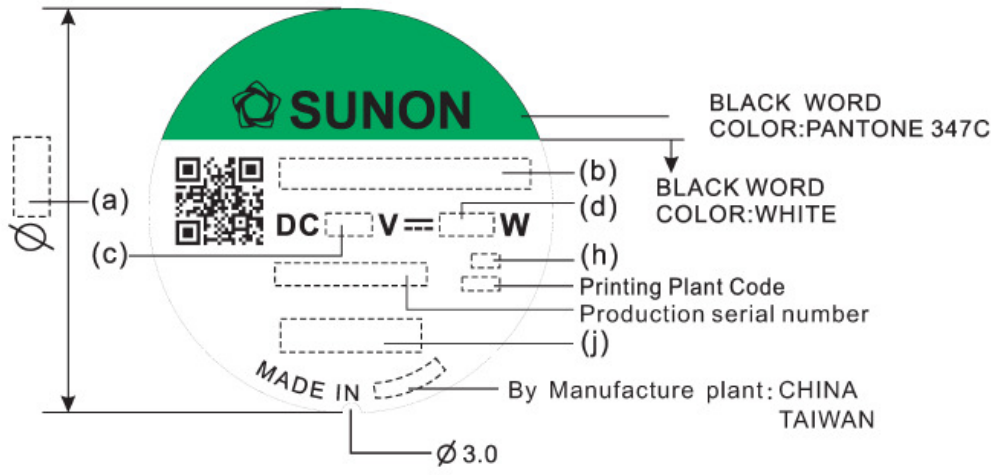 SUNON
BLACK WORD
COLOR:PANTONE 347C
(b)
BLACK WORD
COLOR:WHITE
(a)
(d)
DC V W
(c)
(h)
Printing Plant Code
Production serial number
(j)
MADE IN
By Manufacture plant: CHINA
TAIWAN
Ø
Ø 3.0